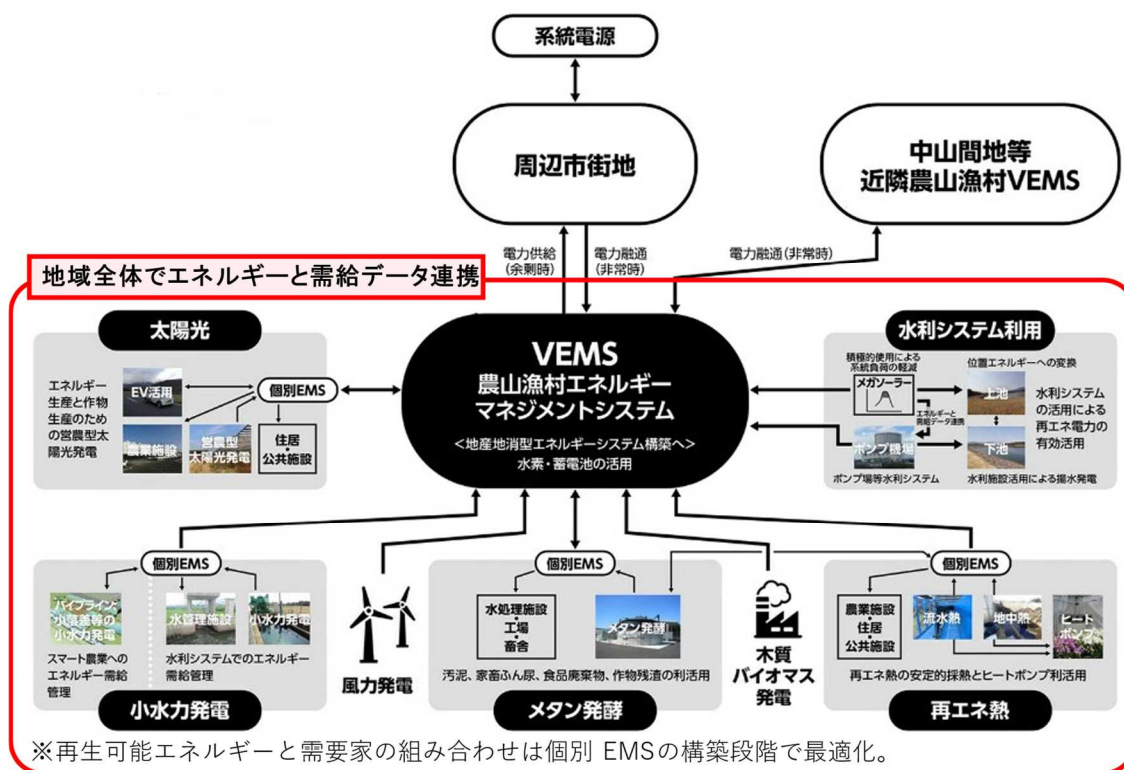 系統電源
周辺市街地
中山間地等
近隣農山漁村VEMS
電力供給
(余剰時)
電力融通
(非常時)
電力融通(非常時)
地域全体でエネルギーと需給データ連携
太陽光
エネルギー
生産と作物
生産のため
の営農型太
陽光発電
EV活用
農業施設
営農型
太陽光発電
個別EMS
住居
・
公共施設
VEMS
農山漁村エネルギー
マネジメントシステム
<地産地消型エネルギーシステム構築へ>
水素・蓄電池の活用
水利システム利用
積極的使用による
系統負荷の軽減
メガソーラー
エネルギーと
需給データ連携
ポンプ機場
ポンプ場等水利システム
位置エネルギーへの変換
上池
下池
水利施設活用による揚水発電
水利システム
の活用による
再エネ電力の
有効活用
個別EMS
パイプライン、
小落差等の
小水力発電
水管理施設
小水力発電
スマート農業への
エネルギー需給
管理
水利システムでのエネルギー
需給管理
小水力発電
風力発電
個別EMS
水処理施設
・
工場
・
畜舎
メタン発酵
汚泥、家畜ふん尿、食品廃棄物、作物残渣の利活用
メタン発酵
木質
バイオマス
発電
個別EMS
農業施設
・
住居
・
公共施設
流水熱
地中熱
ヒート
ポンプ
再エネ熱の安定的採熱とヒートポンプ利活用
再エネ熱
※再生可能エネルギーと需要家の組み合わせは個別 EMSの構築段階で最適化。